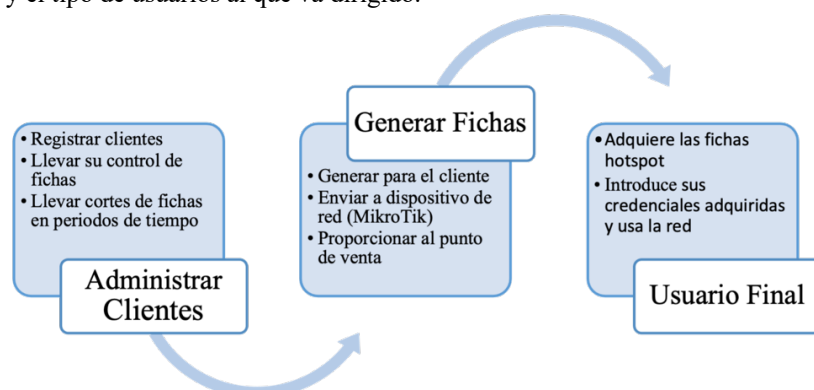 y el tipo de usuarios al que va dirigido.
• Registrar clientes
• Llevar su control de
fichas
• Llevar cortes de fichas
en periodos de tiempo
Administrar
Clientes
Generar Fichas
• Generar para el cliente
• Enviar a dispositivo de
red (MikroTik)
• Proporcionar al punto
de venta
• Adquiere las fichas
hotspot
• Introduce sus
credenciales adquiridas
y usa la red
Usuario Final